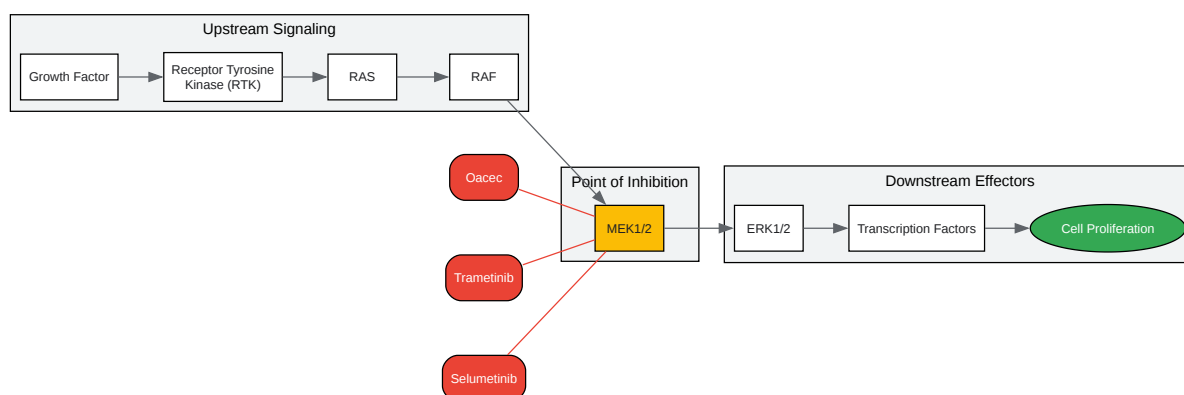 Upstream Signaling
Growth Factor
Receptor Tyrosine
Kinase (RTK)
RAS
RAF
Oacec
Trametinib
Selumetinib
Point of Inhibition
MEK1/2
Downstream Effectors
ERK1/2
Transcription Factors
Cell Proliferation